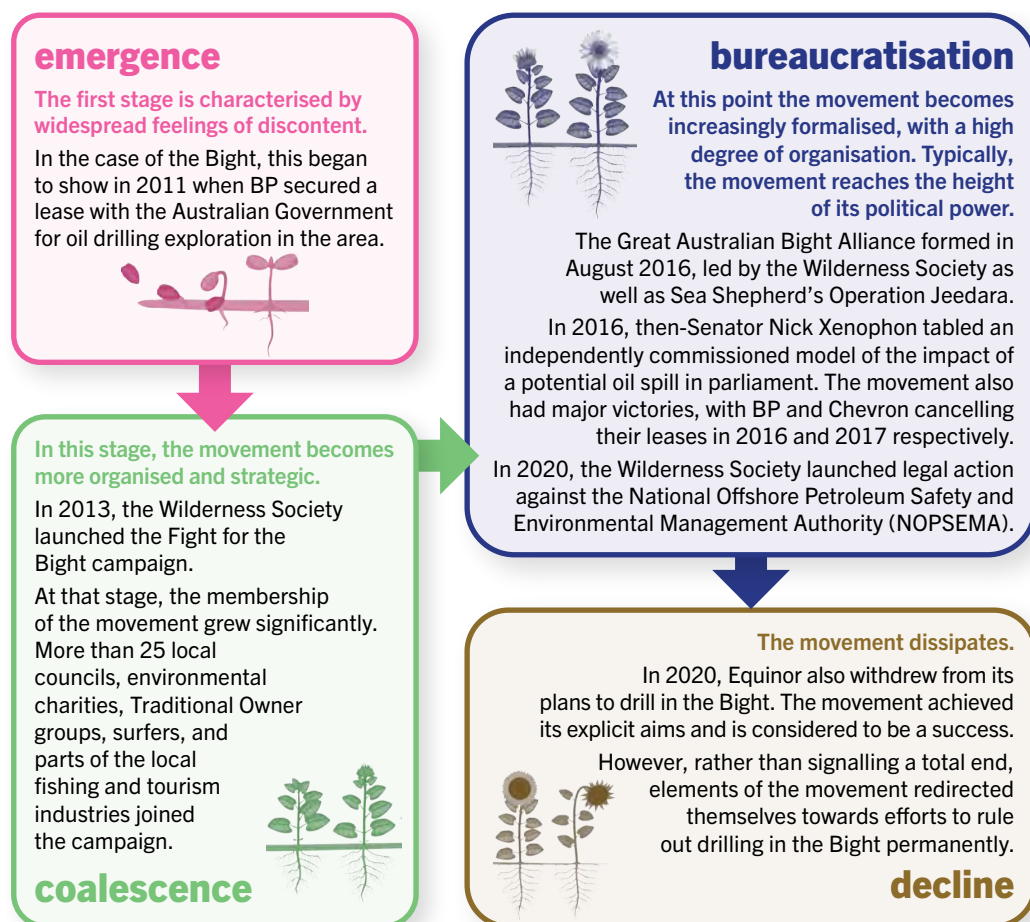 emergence
The first stage is characterised by
widespread feelings of discontent.
In the case of the Bight, this began
to show in 2011 when BP secured a
lease with the Australian Government
for oil drilling exploration in the area.
In this stage, the movement becomes
more organised and strategic.
In 2013, the Wilderness Society
launched the Fight for the
Bight campaign.
At that stage, the membership
of the movement grew significantly.
More than 25 local
councils, environmental
charities, Traditional Owner
groups, surfers, and
parts of the local
fishing and tourism
industries joined
the campaign.
coalescence
bureaucratisation
At this point the movement becomes
increasingly formalised, with a high
degree of organisation. Typically,
the movement reaches the height
of its political power.
The Great Australian Bight Alliance formed in
August 2016, led by the Wilderness Society as
well as Sea Shepherd's Operation Jeedara.
In 2016, then-Senator Nick Xenophon tabled an
independently commissioned model of the impact of
a potential oil spill in parliament. The movement also
had major victories, with BP and Chevron cancelling
their leases in 2016 and 2017 respectively.
In 2020, the Wilderness Society launched legal action
against the National Offshore Petroleum Safety and
Environmental Management Authority (NOPSEMA).
The movement dissipates.
In 2020, Equinor also withdrew from its
plans to drill in the Bight. The movement achieved
its explicit aims and is considered to be a success.
However, rather than signalling a total end,
elements of the movement redirected
themselves towards efforts to rule
out drilling in the Bight permanently.
decline